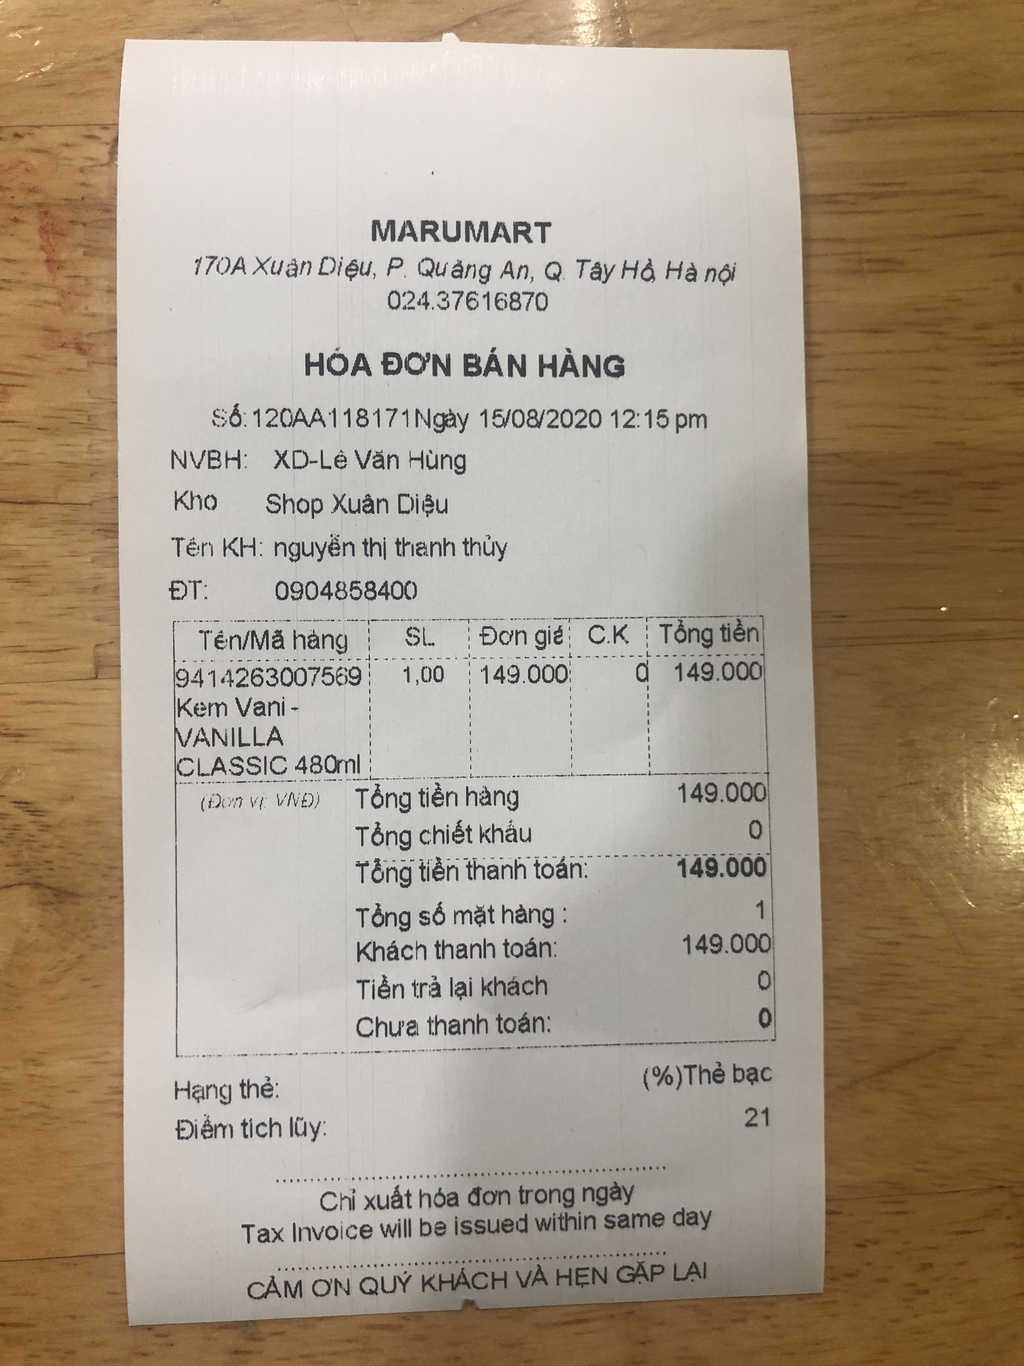 MARUMART
170A Xuân Diệu, P. Quảng An, Q. Tây Hồ, Hà nội
024.37616870
HÓA ĐƠN BÁN HÀNG
Số: 120AA118171 Ngày 15/08/2020 12:15 pm
NVBH: XD-Lê Văn Hùng
Kho Shop Xuân Diệu
Tên KH: nguyễn thị thanh thủy
ĐT: 0904858400
Tên/Mã hàng SL Đơn giá C.K Tổng tiền
9414263007569 1,00 149.000 0 149.000
Kem Vani -
VANILLA
CLASSIC 480ml
(Đơn vị: VNĐ) Tổng tiền hàng 149.000
Tổng chiết khấu 0
Tổng tiền thanh toán: 149.000
Tổng số mặt hàng : 1
Khách thanh toán: 149.000
Tiền trả lại khách 0
Chưa thanh toán: 0
Hạng thẻ: (%)Thẻ bạc
Điểm tích lũy: 21
Chỉ xuất hóa đơn trong ngày
Tax Invoice will be issued within same day
CẢM ƠN QUÝ KHÁCH VÀ HẸN GẶP LẠI